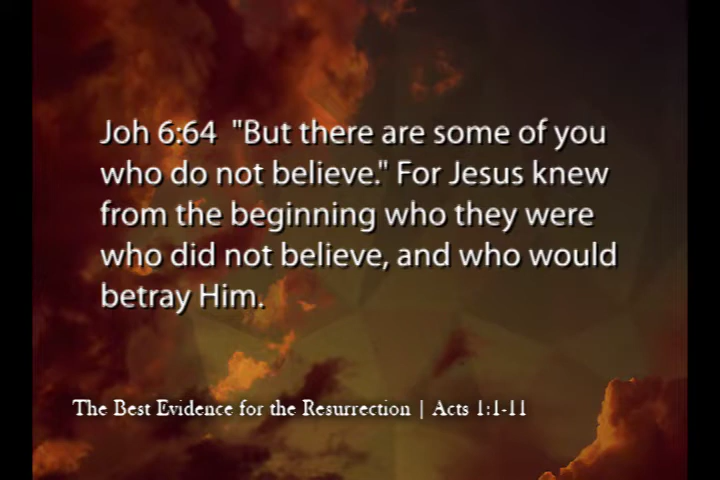 Joh 6:64  "But there are some of you
who do not believe." For Jesus knew
from the beginning who they were
who did not believe, and who would
betray Him.
The Best Evidence for the Resurrection | Acts 1:1-11